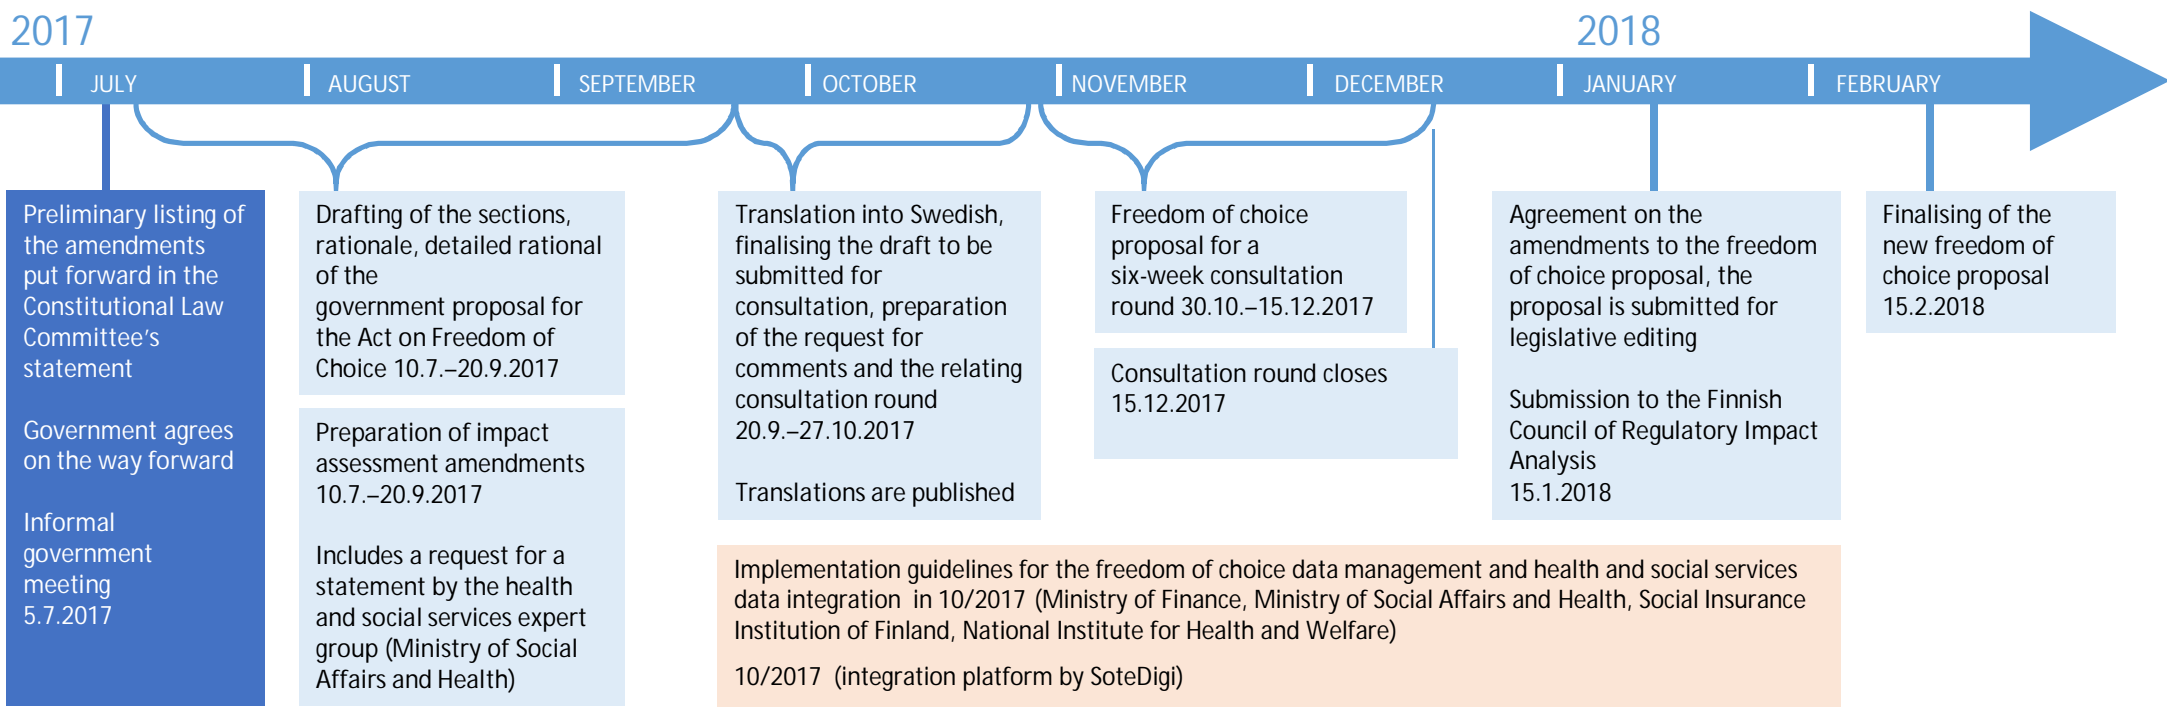 2017
2018
JULY
AUGUST
SEPTEMBER
OCTOBER
NOVEMBER
DECEMBER
JANUARY
FEBRUARY
Preliminary listing of
the amendments
put forward in the
Constitutional Law
Committee's
statement
Government agrees
on the way forward
Informal
government
meeting
5.7.2017
Drafting of the sections,
rationale, detailed rational
of the
government proposal for
the Act on Freedom of
Choice 10.7.–20.9.2017
Preparation of impact
assessment amendments
10.7.–20.9.2017
Includes a request for a
statement by the health
and social services expert
group (Ministry of Social
Affairs and Health)
Translation into Swedish,
finalising the draft to be
submitted for
consultation, preparation
of the request for
comments and the relating
consultation round
20.9.–27.10.2017
Translations are published
Freedom of choice
proposal for a
six-week consultation
round 30.10.–15.12.2017
Consultation round closes
15.12.2017
Agreement on the
amendments to the freedom
of choice proposal, the
proposal is submitted for
legislative editing
Submission to the Finnish
Council of Regulatory Impact
Analysis
15.1.2018
Finalising of the
new freedom of
choice proposal
15.2.2018
Implementation guidelines for the freedom of choice data management and health and social services
data integration in 10/2017 (Ministry of Finance, Ministry of Social Affairs and Health, Social Insurance
Institution of Finland, National Institute for Health and Welfare)
10/2017 (integration platform by SoteDigi)